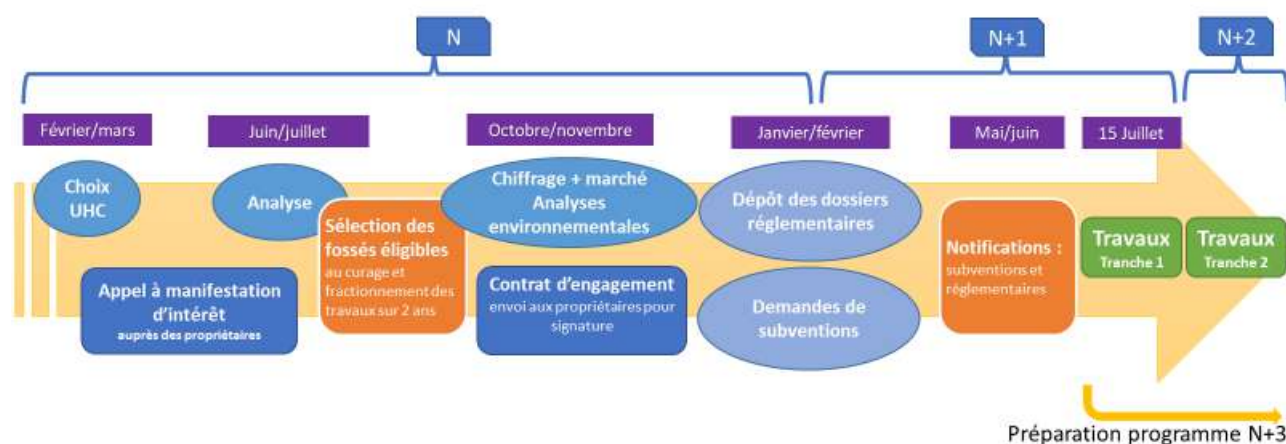 N
N+1
N+2
Février/mars
Juin/juillet
Octobre/novembre
Janvier/février
Mai/juin
15 Juillet
Choix
UHC
Analyse
Sélection des
fossés éligibles
au curage et
fractionnement des
travaux sur 2 ans
Chiffrage + marché
Analyses
environnementales
Dépôt des dossiers
réglementaires
Notifications :
subventions et
réglementaires
Travaux
Tranche 1
Travaux
Tranche 2
Appel à manifestation
d'intérêt
auprès des propriétaires
Contrat d'engagement
envoi aux propriétaires pour
signature
Demandes de
subventions
Préparation programme N+3